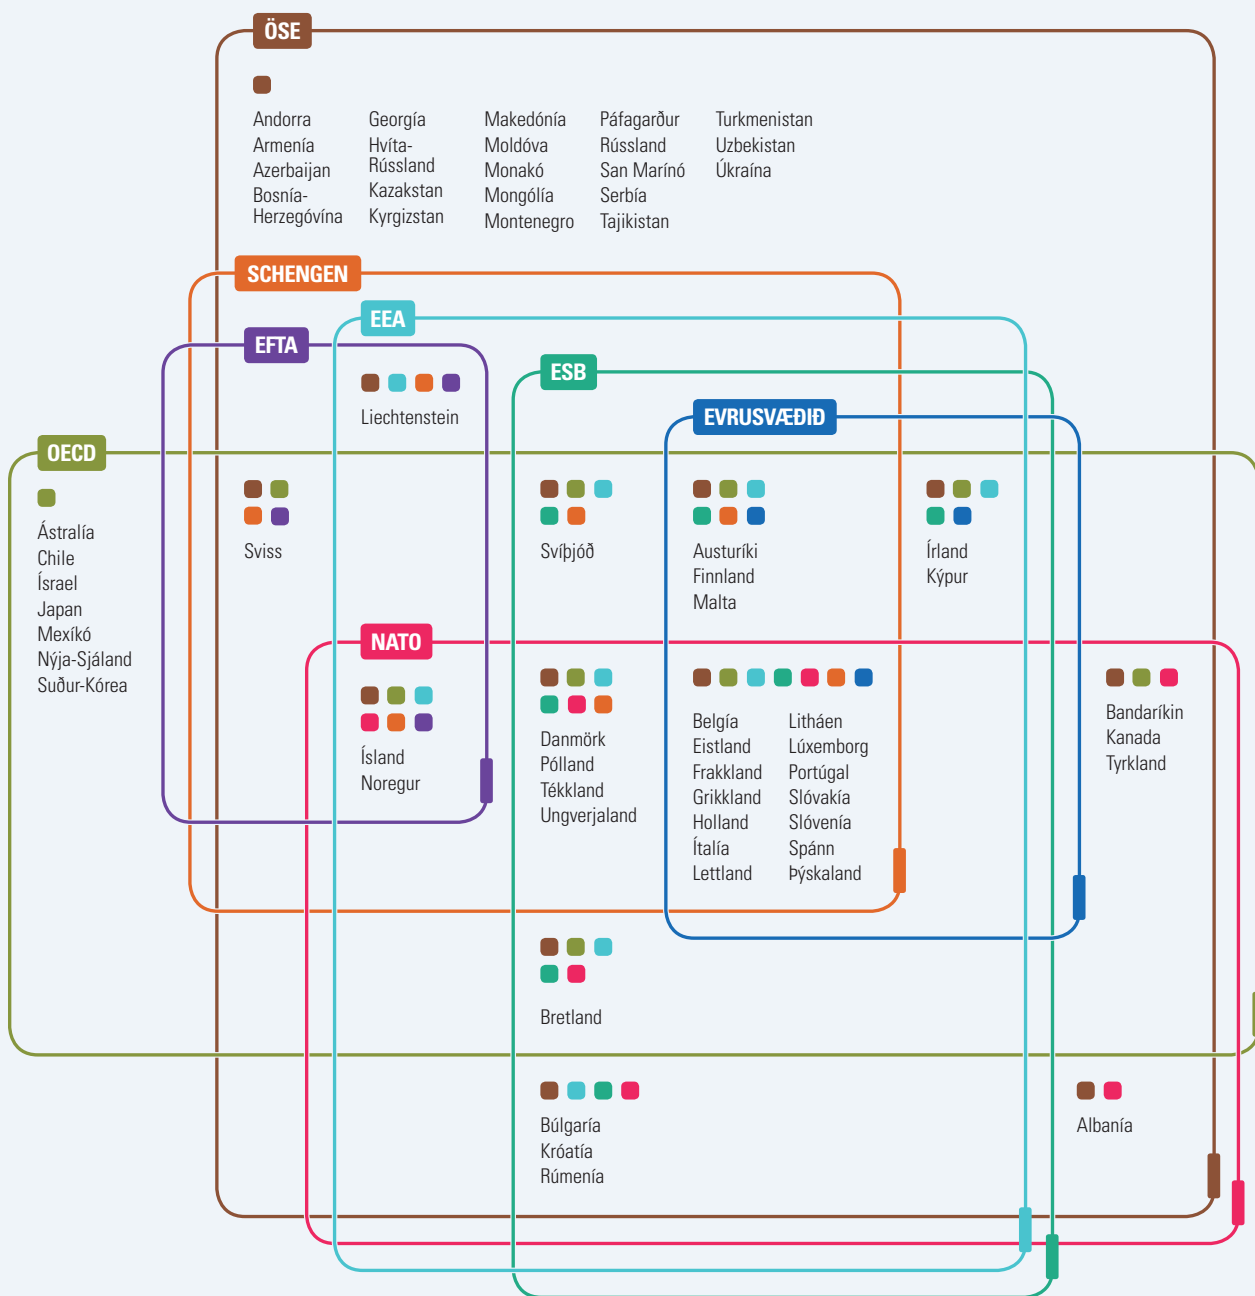 ÖSE
Andorra
Armenía
Azerbaijan
Bosnía-
Herzegóvína
Georgía
Hvíta-
Rússland
Kazakstan
Kyrgizstan
Makedónía
Moldóva
Monakó
Mongólía
Montenegro
Páfagarður
Rússland
San Marínó
Serbía
Tajikistan
Turkmenistan
Uzbekistan
Úkraína
SCHENGEN
EEA
EFTA
Liechtenstein
ESB
EVRUSVÆÐIÐ
OECD
Ástralía
Chile
Ísrael
Japan
Mexíkó
Nýja-Sjáland
Suður-Kórea
Sviss
Svíþjóð
Austuríki
Finnland
Malta
Írland
Kýpur
NATO
Ísland
Noregur
Danmörk
Pólland
Tékkland
Ungverjaland
Belgía
Eistland
Frakkland
Grikkland
Holland
Ítalía
Lettland
Litháen
Lúxemborg
Portúgal
Slóvakía
Slóvenía
Spánn
Þýskaland
Bandaríkin
Kanada
Tyrkland
Bretland
Búlgaría
Króatía
Rúmenía
Albanía